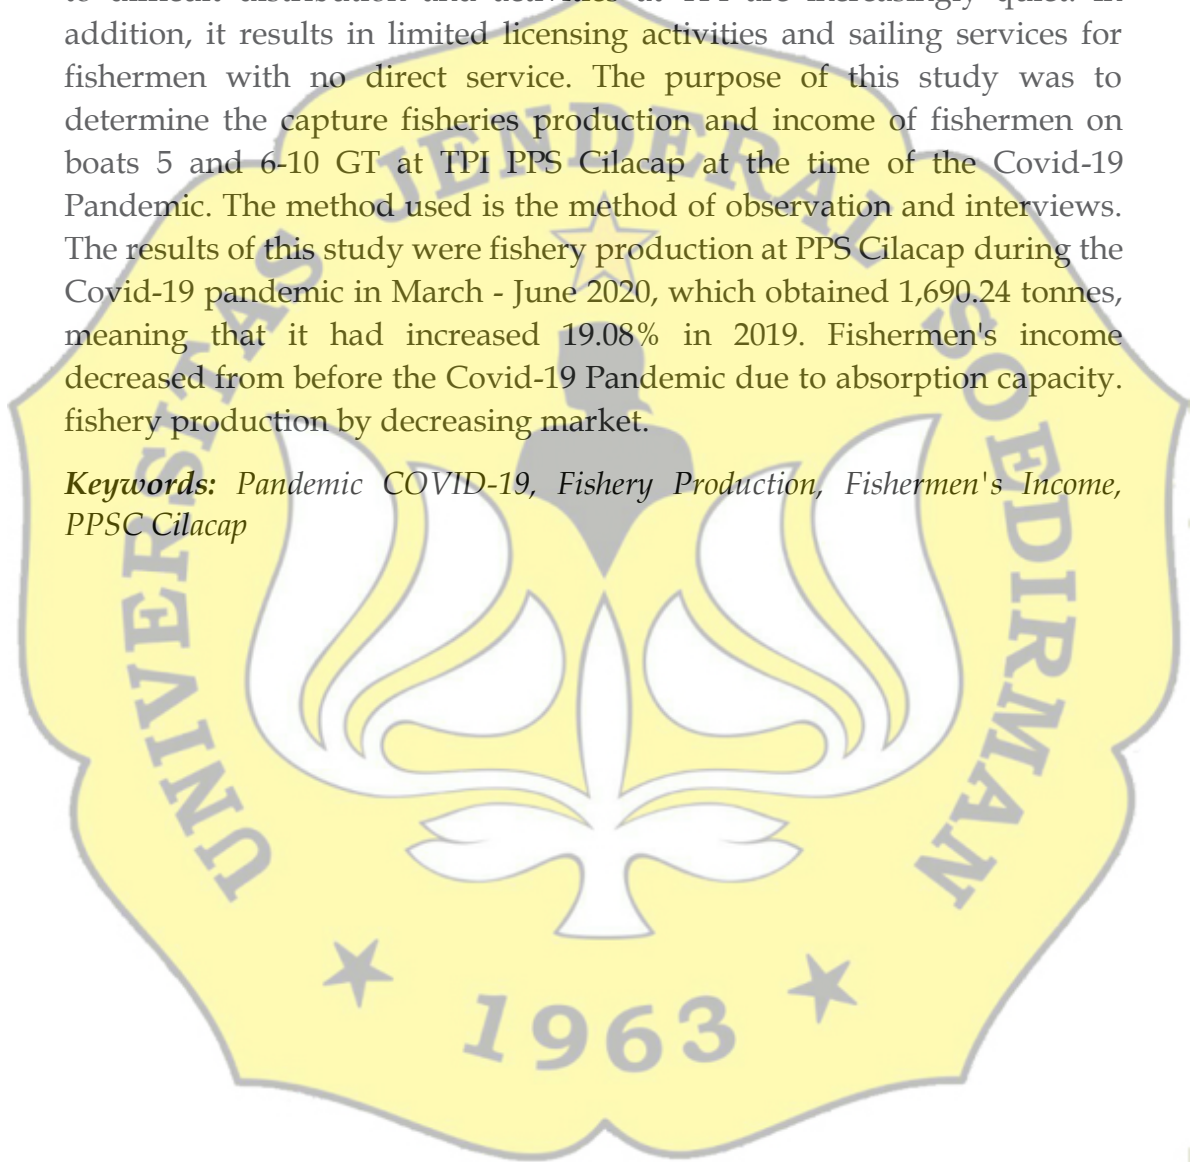 addition, it results in limited licensing activities and sailing services for
fishermen with no direct service. The purpose of this study was to
determine the capture fisheries production and income of fishermen on
boats 5 and 6-10 GT at TPI PPS Cilacap at the time of the Covid-19
Pandemic. The method used is the method of observation and interviews.
The results of this study were fishery production at PPS Cilacap during the
Covid-19 pandemic in March - June 2020, which obtained 1,690.24 tonnes,
meaning that it had increased 19.08% in 2019. Fishermen's income
decreased from before the Covid-19 Pandemic due to absorption capacity.
fishery production by decreasing market.
Keywords: Pandemic COVID-19, Fishery Production, Fishermen's Income,
PPSC Cilacap
UNIVERSITAS JENDERAL SOEDIRMAN
1963